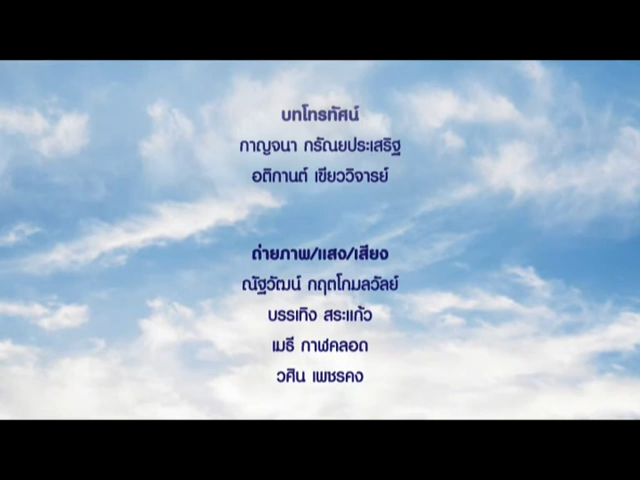 บทโทรทัศน์
กาญจนา กรัณยประเสริฐ
อติกานต์ เขียววิจารย์
ถ่ายภาพ/แสง/เสียง
ณัฐวัฒน์ กฤตโกมลวัลย์
บรรเทิง สระแก้ว
เมธี กาฬคลอด
วศิน เพชรคง